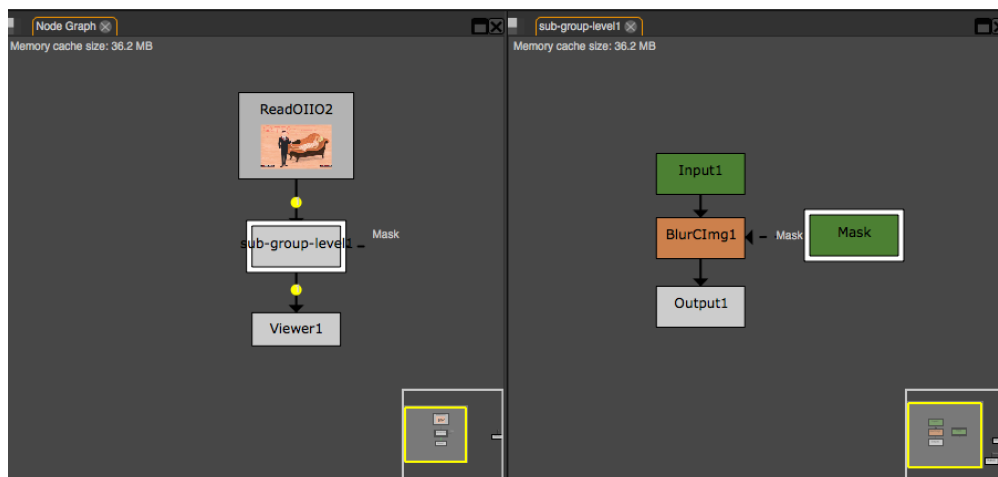 Node Graph
Memory cache size: 36.2 MB
ReadOIIO2
sub-group-level1
Mask
Viewer1
sub-group-level1
Memory cache size: 36.2 MB
Input1
BlurCImg1
Mask
Mask
Output1